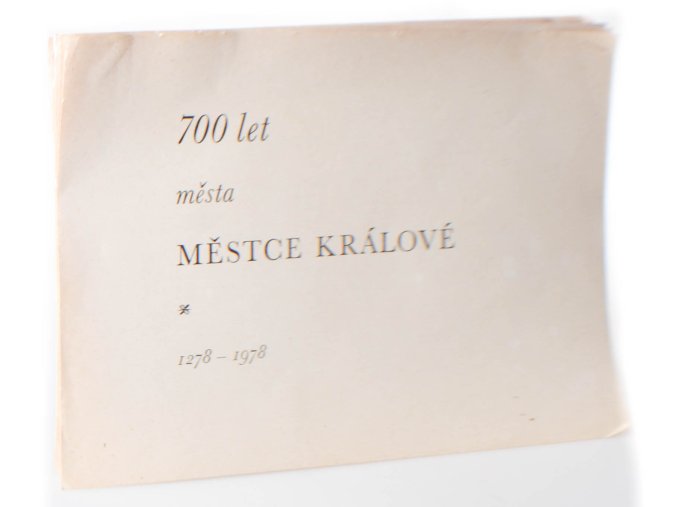 700 let
města
MĚSTCE KRÁLOVÉ
1278 – 1978